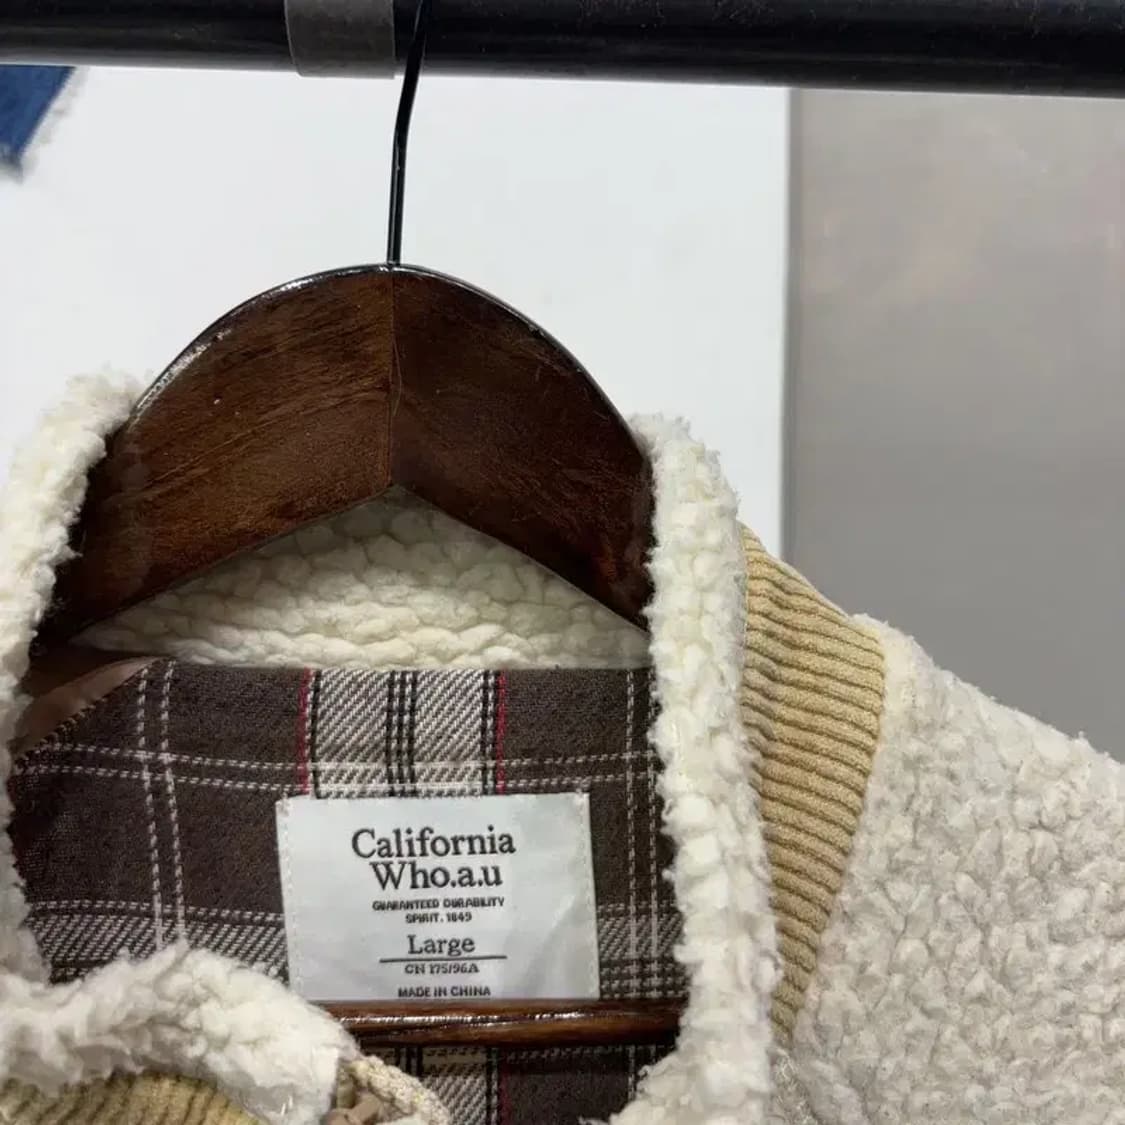 California
Who.a.u
GUARANTEED DURABILITY
SPIRIT. 1849
Large
CN 175/96A
MADE IN CHINA